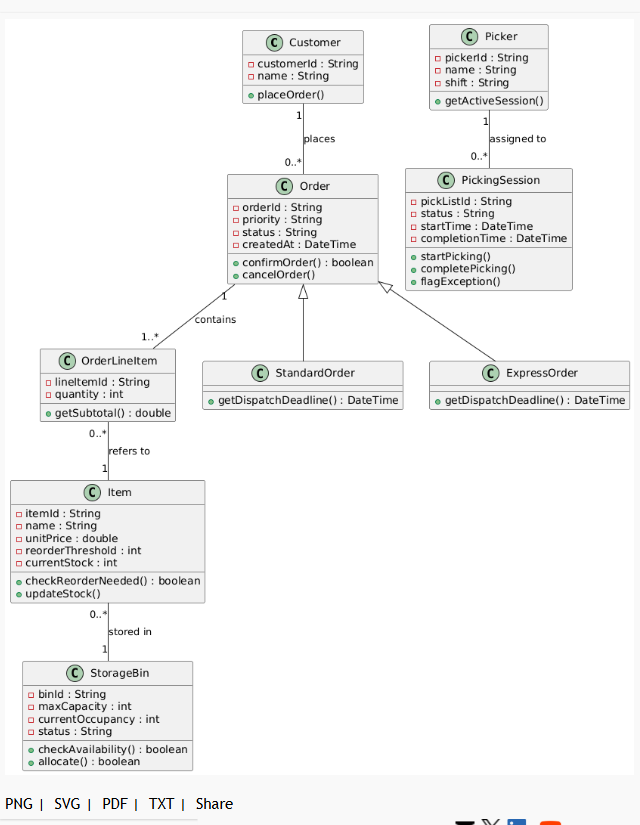 C Customer
customerId : String
name : String
placeOrder()
C Picker
pickerId : String
name : String
shift : String
getActiveSession()
1
places
0..*
1
assigned to
0..*
C Order
orderId : String
priority : String
status : String
createdAt : DateTime
confirmOrder() : boolean
cancelOrder()
C PickingSession
pickListId : String
status : String
startTime : DateTime
completionTime : DateTime
startPicking()
completePicking()
flagException()
1
contains
1..*
C OrderLineItem
lineItemId : String
quantity : int
getSubtotal() : double
C StandardOrder
getDispatchDeadline() : DateTime
C ExpressOrder
getDispatchDeadline() : DateTime
0..*
refers to
1
C Item
itemId : String
name : String
unitPrice : double
reorderThreshold : int
currentStock : int
checkReorderNeeded() : boolean
updateStock()
0..*
stored in
1
C StorageBin
binId : String
maxCapacity : int
currentOccupancy : int
status : String
checkAvailability() : boolean
allocate() : boolean
PNG | SVG | PDF | TXT | Share